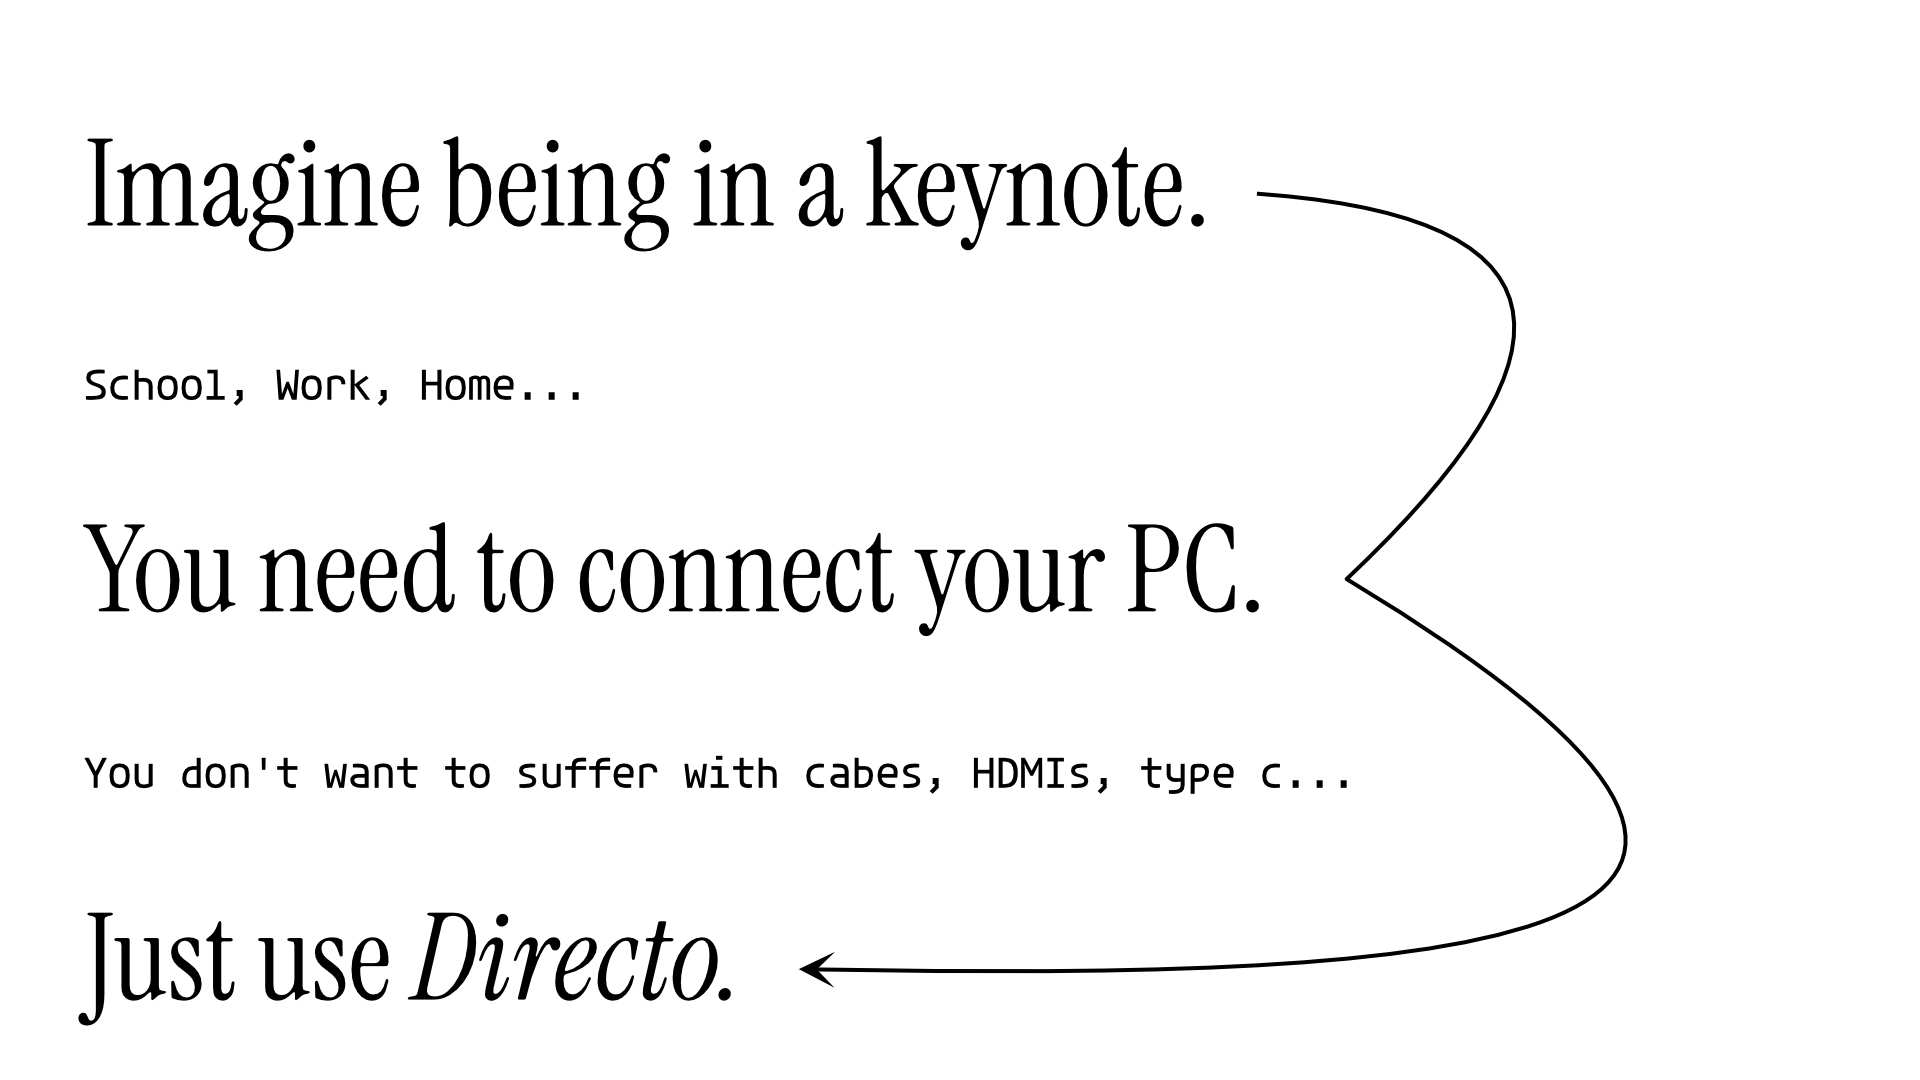 Imagine being in a keynote.
School, Work, Home...
You need to connect your PC.
You don't want to suffer with cabes, HDMIs, type c...
Just use Directo.